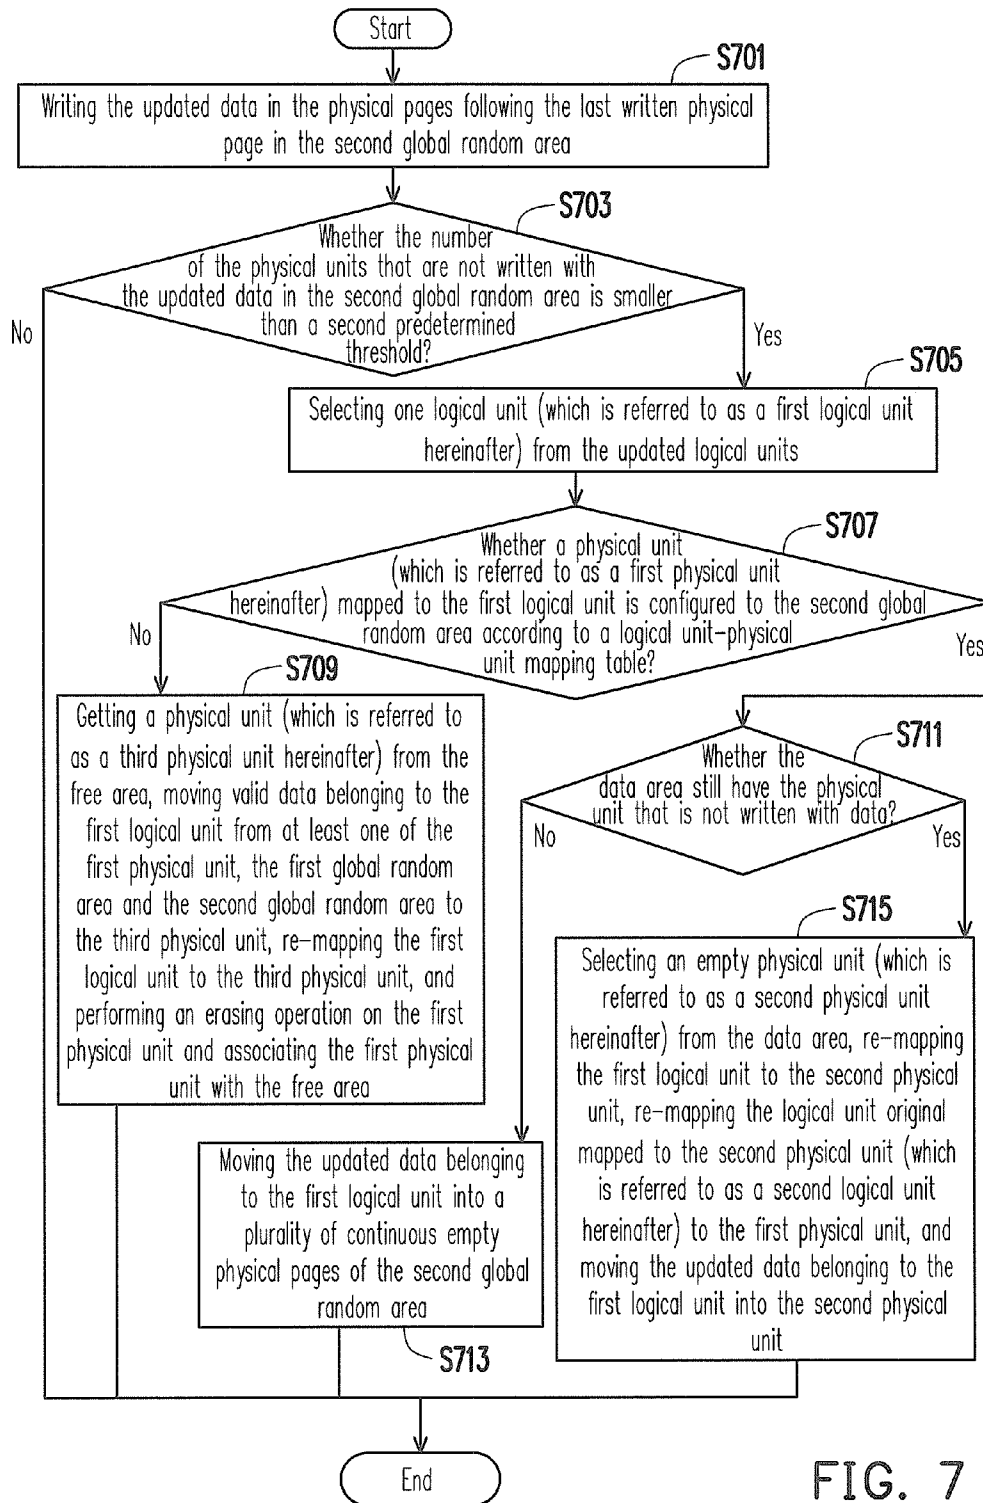 Start
S701
Writing the updated data in the physical pages following the last written physical
page in the second global random area
S703
Whether the number
of the physical units that are not written with
the updated data in the second global random area is smaller
than a second predetermined
threshold?
No
Yes
S705
Selecting one logical unit (which is referred to as a first logical unit
hereinafter) from the updated logical units
S707
Whether a physical unit
(which is referred to as a first physical unit
hereinafter) mapped to the first logical unit is configured to the second global
random area according to a logical unit-physical
unit mapping table?
No
Yes
S709
Getting a physical unit (which is referred to
as a third physical unit hereinafter) from the
free area, moving valid data belonging to the
first logical unit from at least one of the
first physical unit, the first global random
area and the second global random area to
the third physical unit, re-mapping the first
logical unit to the third physical unit, and
performing an erasing operation on the first
physical unit and associating the first physical
unit with the free area
S711
Whether the
data area still have the physical
unit that is not written with data?
No
Yes
S715
Selecting an empty physical unit (which is
referred to as a second physical unit
hereinafter) from the data area, re-mapping
the first logical unit to the second physical
unit, re-mapping the logical unit original
mapped to the second physical unit (which
is referred to as a second logical unit
hereinafter) to the first physical unit, and
moving the updated data belonging to the
first logical unit into the second physical
unit
Moving the updated data belonging
to the first logical unit into a
plurality of continuous empty
physical pages of the second global
random area
S713
End
FIG. 7